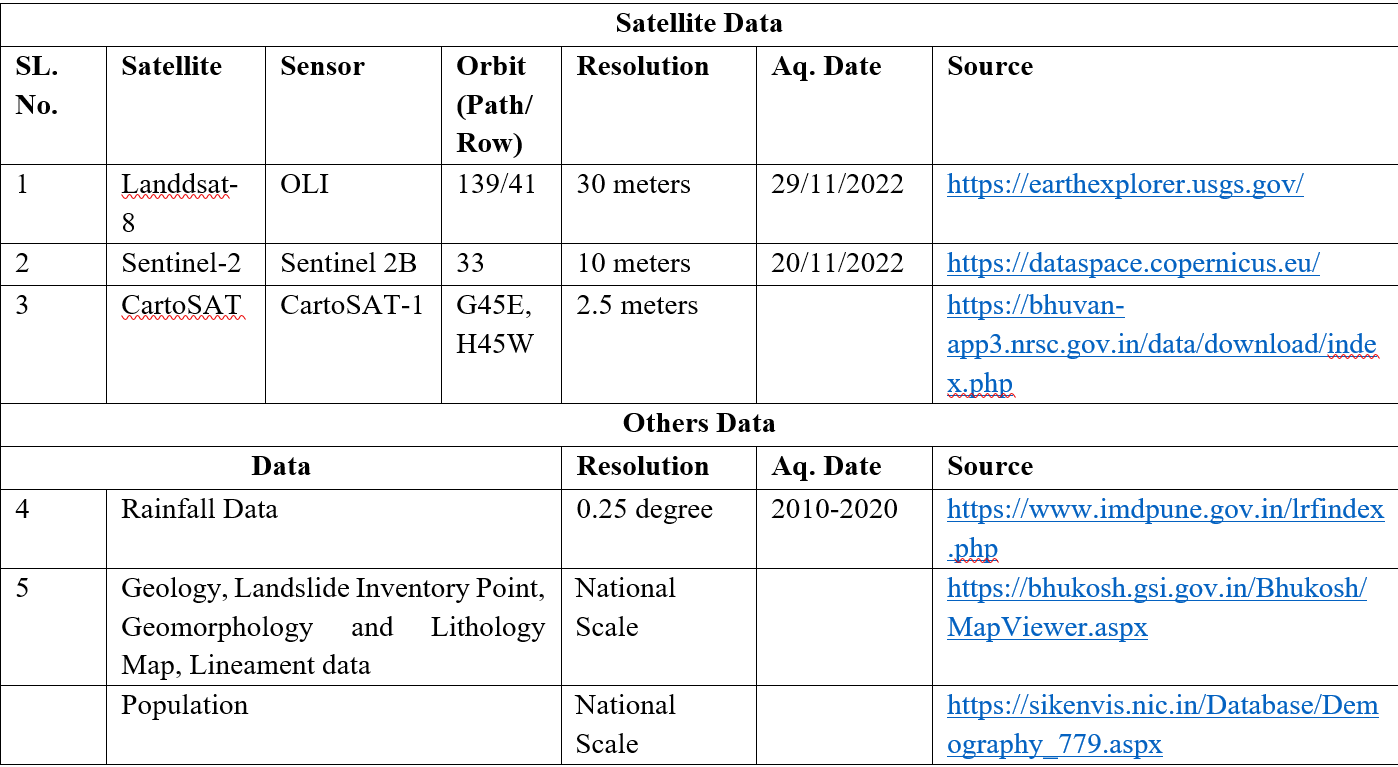 Satellite Data
SL. No. Satellite Sensor Orbit (Path/ Row) Resolution Aq. Date Source
1 Landdsat-8 OLI 139/41 30 meters 29/11/2022 https://earthexplorer.usgs.gov/
2 Sentinel-2 Sentinel 2B 33 10 meters 20/11/2022 https://dataspace.copernicus.eu/
3 CartoSAT CartoSAT-1 G45E, H45W 2.5 meters https://bhuvan-app3.nrsc.gov.in/data/download/index.php
Others Data
Data Resolution Aq. Date Source
4 Rainfall Data 0.25 degree 2010-2020 https://www.imdpune.gov.in/lrfindex.php
5 Geology, Landslide Inventory Point, Geomorphology and Lithology Map, Lineament data National Scale https://bhukosh.gsi.gov.in/Bhukosh/MapViewer.aspx
Population National Scale https://sikenvis.nic.in/Database/Demography_779.aspx